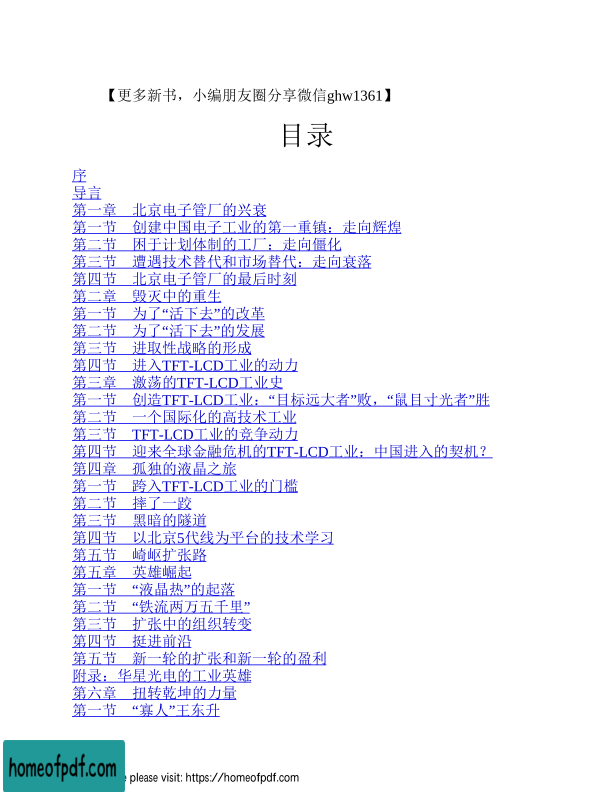 【更多新书，小编朋友圈分享微信ghw1361】
目录
序
导言
第一章　北京电子管厂的兴衰
第一节　创建中国电子工业的第一重镇：走向辉煌
第二节　困于计划体制的工厂：走向僵化
第三节　遭遇技术替代和市场替代：走向衰落
第四节　北京电子管厂的最后时刻
第二章　毁灭中的重生
第一节　为了“活下去”的改革
第二节　为了“活下去”的发展
第三节　进取性战略的形成
第四节　进入TFT-LCD工业的动力
第三章　激荡的TFT-LCD工业史
第一节　创造TFT-LCD工业：“目标远大者”败，“鼠目寸光者”胜
第二节　一个国际化的高技术工业
第三节　TFT-LCD工业的竞争动力
第四节　迎来全球金融危机的TFT-LCD工业：中国进入的契机？
第四章　孤独的液晶之旅
第一节　跨入TFT-LCD工业的门槛
第二节　摔了一跤
第三节　黑暗的隧道
第四节　以北京5代线为平台的技术学习
第五节　崎岖扩张路
第五章　英雄崛起
第一节　“液晶热”的起落
第二节　“铁流两万五千里”
第三节　扩张中的组织转变
第四节　挺进前沿
第五节　新一轮的扩张和新一轮的盈利
附录：华星光电的工业英雄
第六章　扭转乾坤的力量
第一节　“寡人”王东升
homeofpdf.com
please visit: https://homeofpdf.com